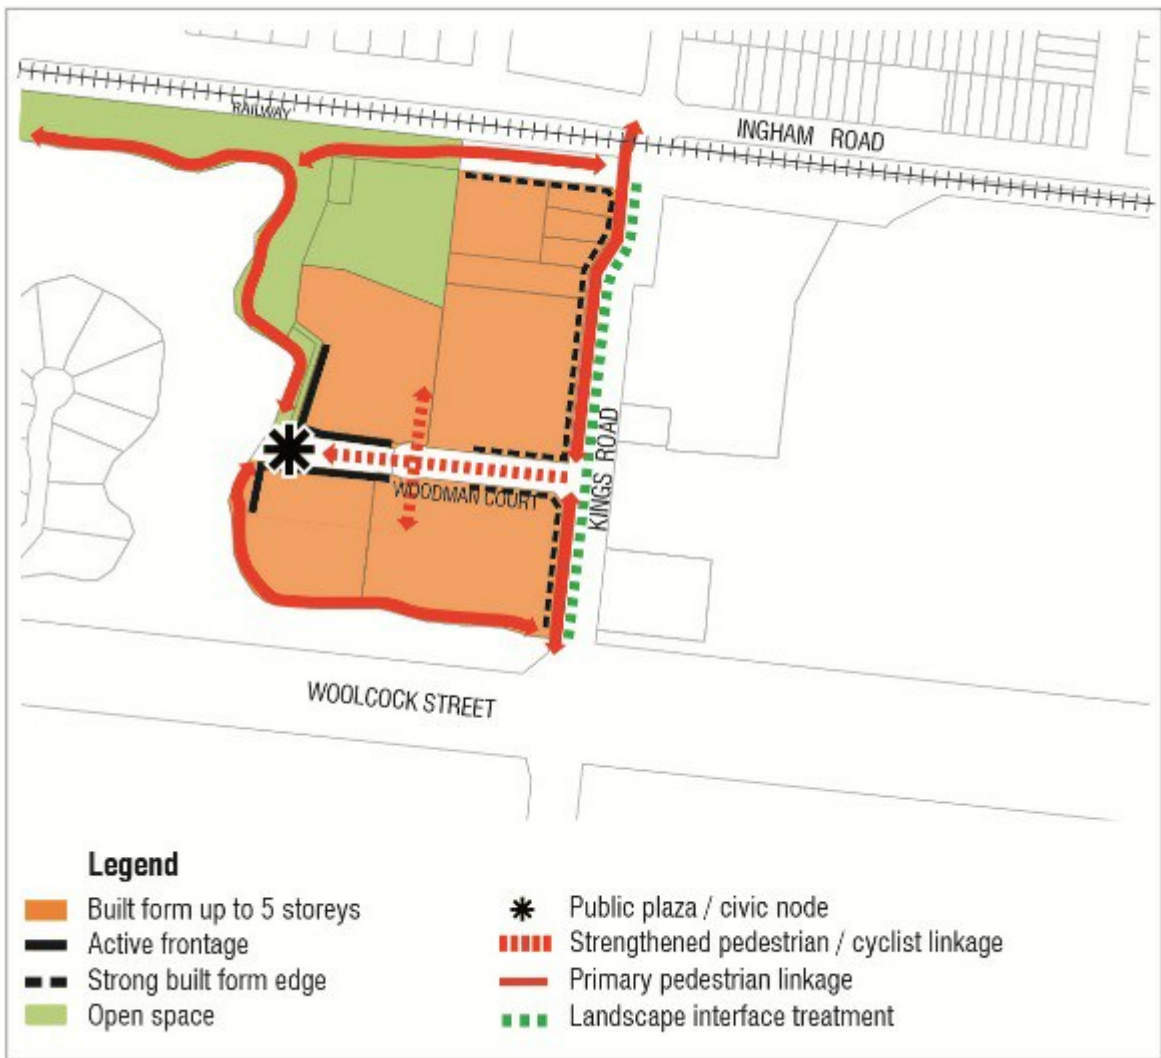 RAILWAY
INGHAM ROAD
KINGS ROAD
WOODMAN COURT
WOOLCOCK STREET
Legend
Built form up to 5 storeys
Active frontage
Strong built form edge
Open space
Public plaza / civic node
Strengthened pedestrian / cyclist linkage
Primary pedestrian linkage
Landscape interface treatment